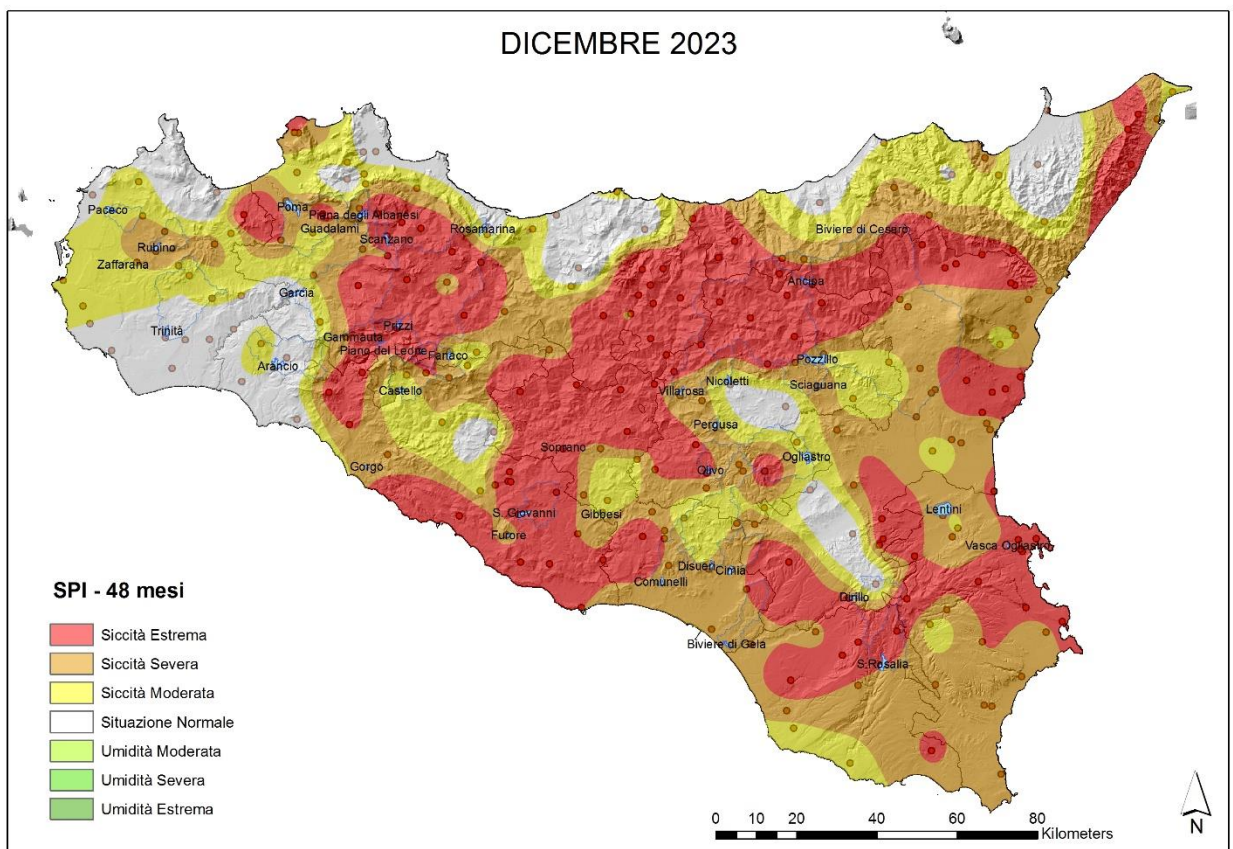 DICEMBRE 2023
Paceco
Poma
Piana degli Albanesi
Guadalami
Scanzano
Rosamarina
Rubino
Zaffarana
Biviere di Cesarò
Ancipa
Garcia
Trinità
Prizzi
Gammauta
Piano del Leone
Fanaco
Arancio
Castello
Pozzillo
Nicoletti
Sciaguana
Villarosa
Pergusa
Soprano
Ogliastro
Gorgo
Olivo
S. Giovanni
Gibbesi
Lentini
Furore
Vasca Ogliastro
Disueri
Cimia
Comunelli
Dirillo
Biviere di Gela
S.Rosalia
SPI - 48 mesi
Siccità Estrema
Siccità Severa
Siccità Moderata
Situazione Normale
Umidità Moderata
Umidità Severa
Umidità Estrema
0 10 20 40 60 80
Kilometers
N